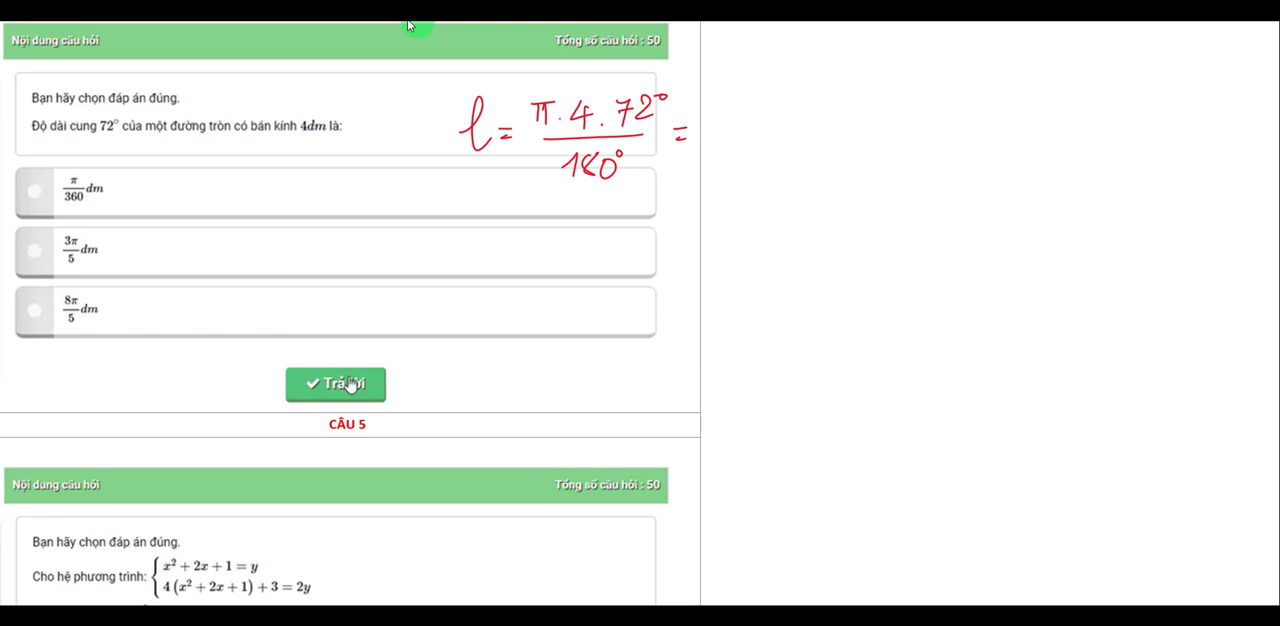 Nội dung câu hỏi Tổng số câu hỏi : 50
Bạn hãy chọn đáp án đúng.
Độ dài cung 72° của một đường tròn có bán kính 4dm là:
l = π.4.72° / 180° =
π/360 dm
3π/5 dm
8π/5 dm
✔ Trả lời
CÂU 5
Nội dung câu hỏi Tổng số câu hỏi : 50
Bạn hãy chọn đáp án đúng.
Cho hệ phương trình: { x² + 2x + 1 = y
4(x² + 2x + 1) + 3 = 2y